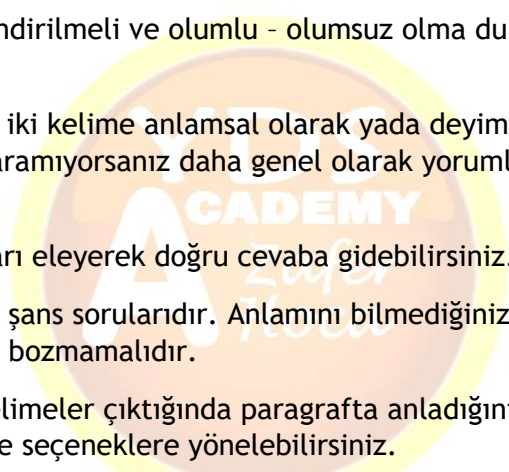 ndirilmeli ve olumlu – olumsuz olma du
iki kelime anlamsal olarak yada deyim
aramıyorsanız daha genel olarak yoruml
YDS
ACADEMY
Zafer
Hoca
arı eleyerek doğru cevaba gidebilirsiniz.
şans sorularıdır. Anlamını bilmediğiniz
bozmamalıdır.
elimeler çıktığında paragrafta anladığın
e seçeneklere yönelebilirsiniz.